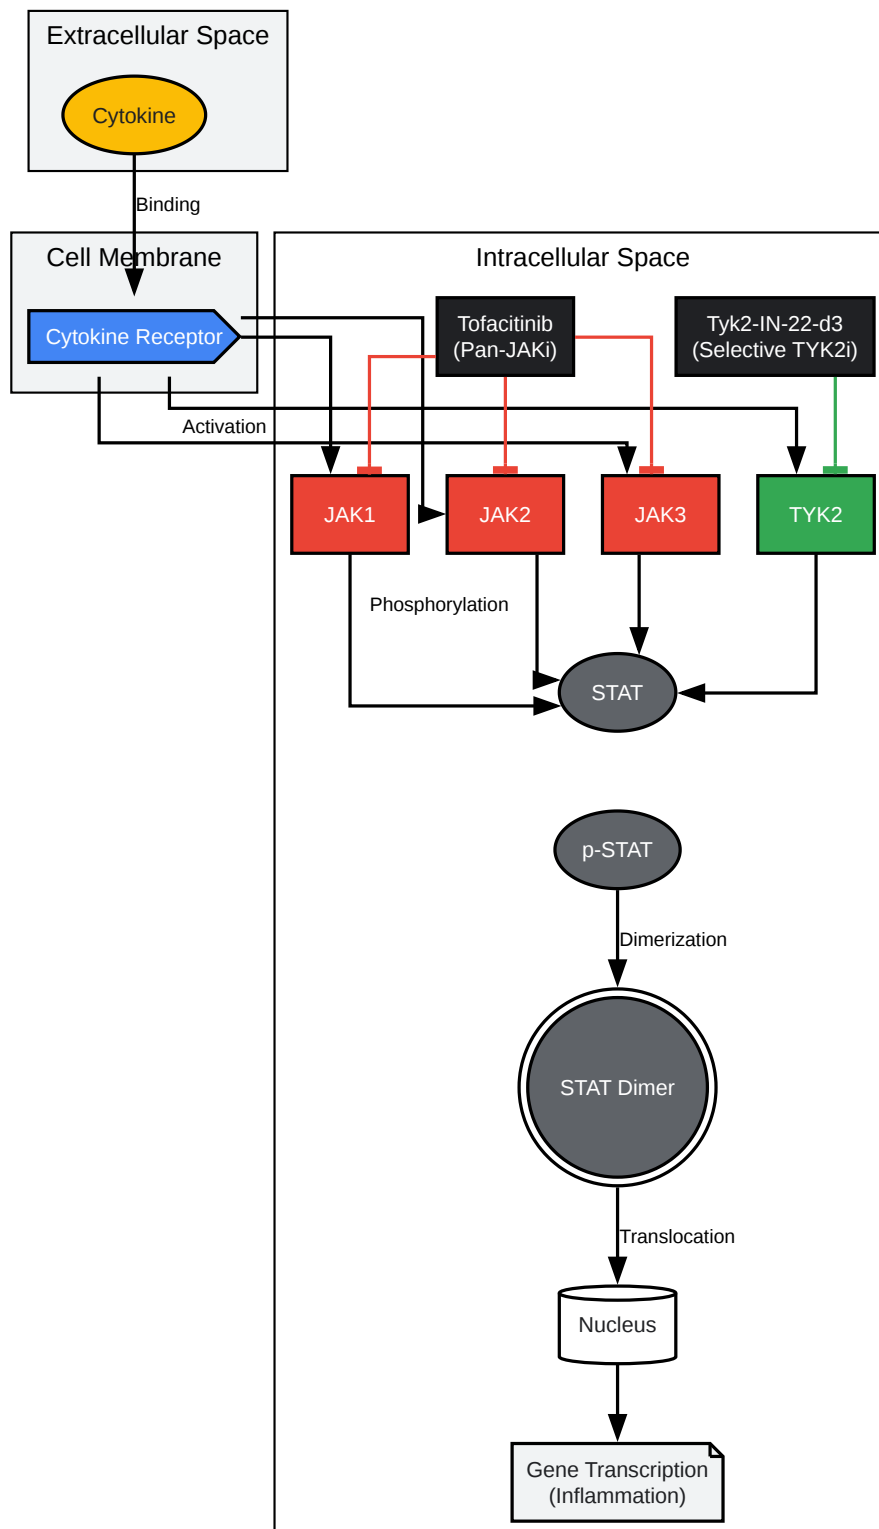 Extracellular Space
Cytokine
Binding
Cell Membrane
Cytokine Receptor
Intracellular Space
Tofacitinib
(Pan-JAKi)
Tyk2-IN-22-d3
(Selective TYK2i)
Activation
JAK1
JAK2
JAK3
TYK2
Phosphorylation
STAT
p-STAT
Dimerization
STAT Dimer
Translocation
Nucleus
Gene Transcription
(Inflammation)